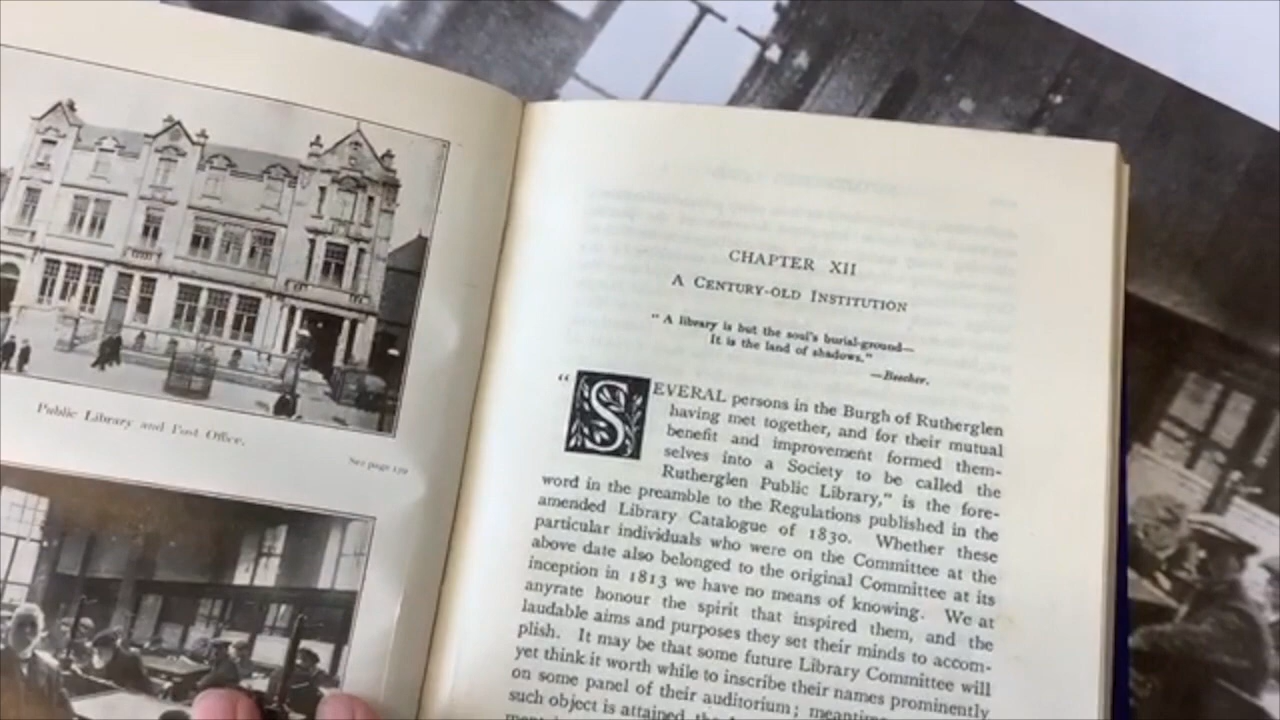 Public Library and Post Office.
See page 129
CHAPTER XII
A CENTURY-OLD INSTITUTION
"A library is but the soul's burial-ground—
It is the land of shadows."
—Beecher.
"SEVERAL persons in the Burgh of Rutherglen
having met together, and for their mutual
benefit and improvement formed them-
selves into a Society to be called the
Rutherglen Public Library," is the fore-
word in the preamble to the Regulations published in the
amended Library Catalogue of 1830. Whether these
particular individuals who were on the Committee at the
above date also belonged to the original Committee at its
inception in 1813 we have no means of knowing. We at
anyrate honour the spirit that inspired them, and the
laudable aims and purposes they set their minds to accom-
plish. It may be that some future Library Committee will
yet think it worth while to inscribe their names prominently
on some panel of their auditorium; meantime
such object is attained